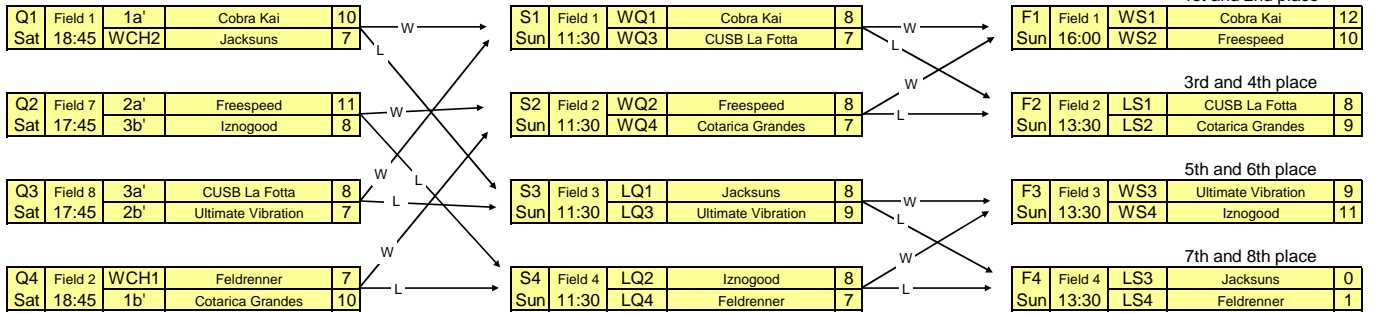 1st and 2nd place
Q1 Field 1 1a' Cobra Kai 10 W S1 Field 1 WQ1 Cobra Kai 8 W F1 Field 1 WS1 Cobra Kai 12
Sat 18:45 WCH2 Jacksuns 7 L Sun 11:30 WQ3 CUSB La Fotta 7 L Sun 16:00 WS2 Freespeed 10
3rd and 4th place
Q2 Field 7 2a' Freespeed 11 W S2 Field 2 WQ2 Freespeed 8 W F2 Field 2 LS1 CUSB La Fotta 8
Sat 17:45 3b' Iznogood 8 L Sun 11:30 WQ4 Cotarica Grandes 7 L Sun 13:30 LS2 Cotarica Grandes 9
5th and 6th place
Q3 Field 8 3a' CUSB La Fotta 8 W S3 Field 3 LQ1 Jacksuns 8 W F3 Field 3 WS3 Ultimate Vibration 9
Sat 17:45 2b' Ultimate Vibration 7 L Sun 11:30 LQ3 Ultimate Vibration 9 L Sun 13:30 WS4 Iznogood 11
7th and 8th place
Q4 Field 2 WCH1 Feldrenner 7 W S4 Field 4 LQ2 Iznogood 8 W F4 Field 4 LS3 Jacksuns 0
Sat 18:45 1b' Cotarica Grandes 10 L Sun 11:30 LQ4 Feldrenner 7 L Sun 13:30 LS4 Feldrenner 1